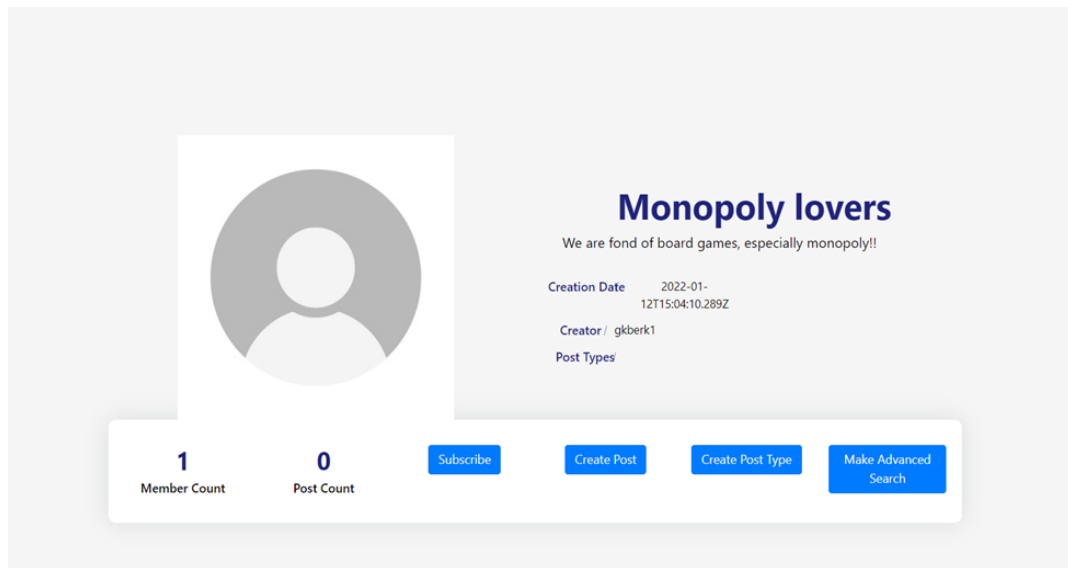 Monopoly lovers
We are fond of board games, especially monopoly!!
Creation Date 2022-01-
12T15:04:10.289Z
Creator / gkberk1
Post Types/
1
Member Count
0
Post Count
Subscribe
Create Post
Create Post Type
Make Advanced
Search